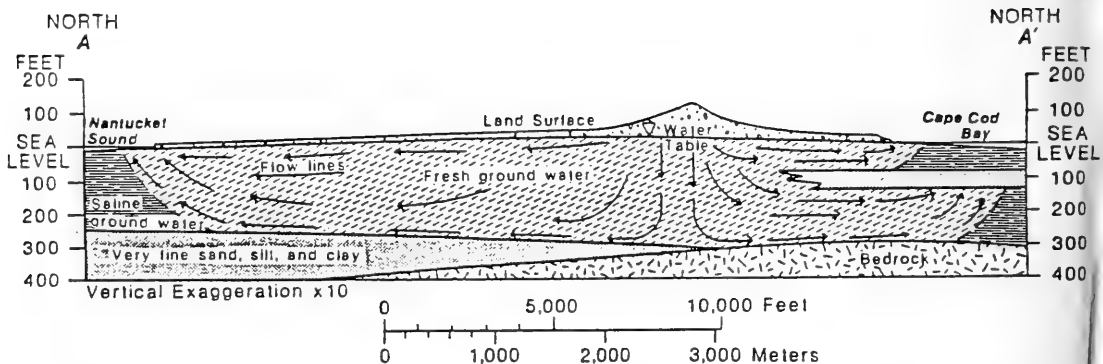 NORTH
A
NORTH
A'
FEET
200
100
SEA
LEVEL
100
200
300
400
FEET
200
100
SEA
LEVEL
100
200
300
400
Nantucket
Sound
Land Surface
Water
Table
Cape Cod
Bay
Flow lines
Fresh ground water
Saline
ground water
Very fine sand, silt, and clay
Bedrock
Vertical Exaggeration x10
0 5,000 10,000 Feet
0 1,000 2,000 3,000 Meters